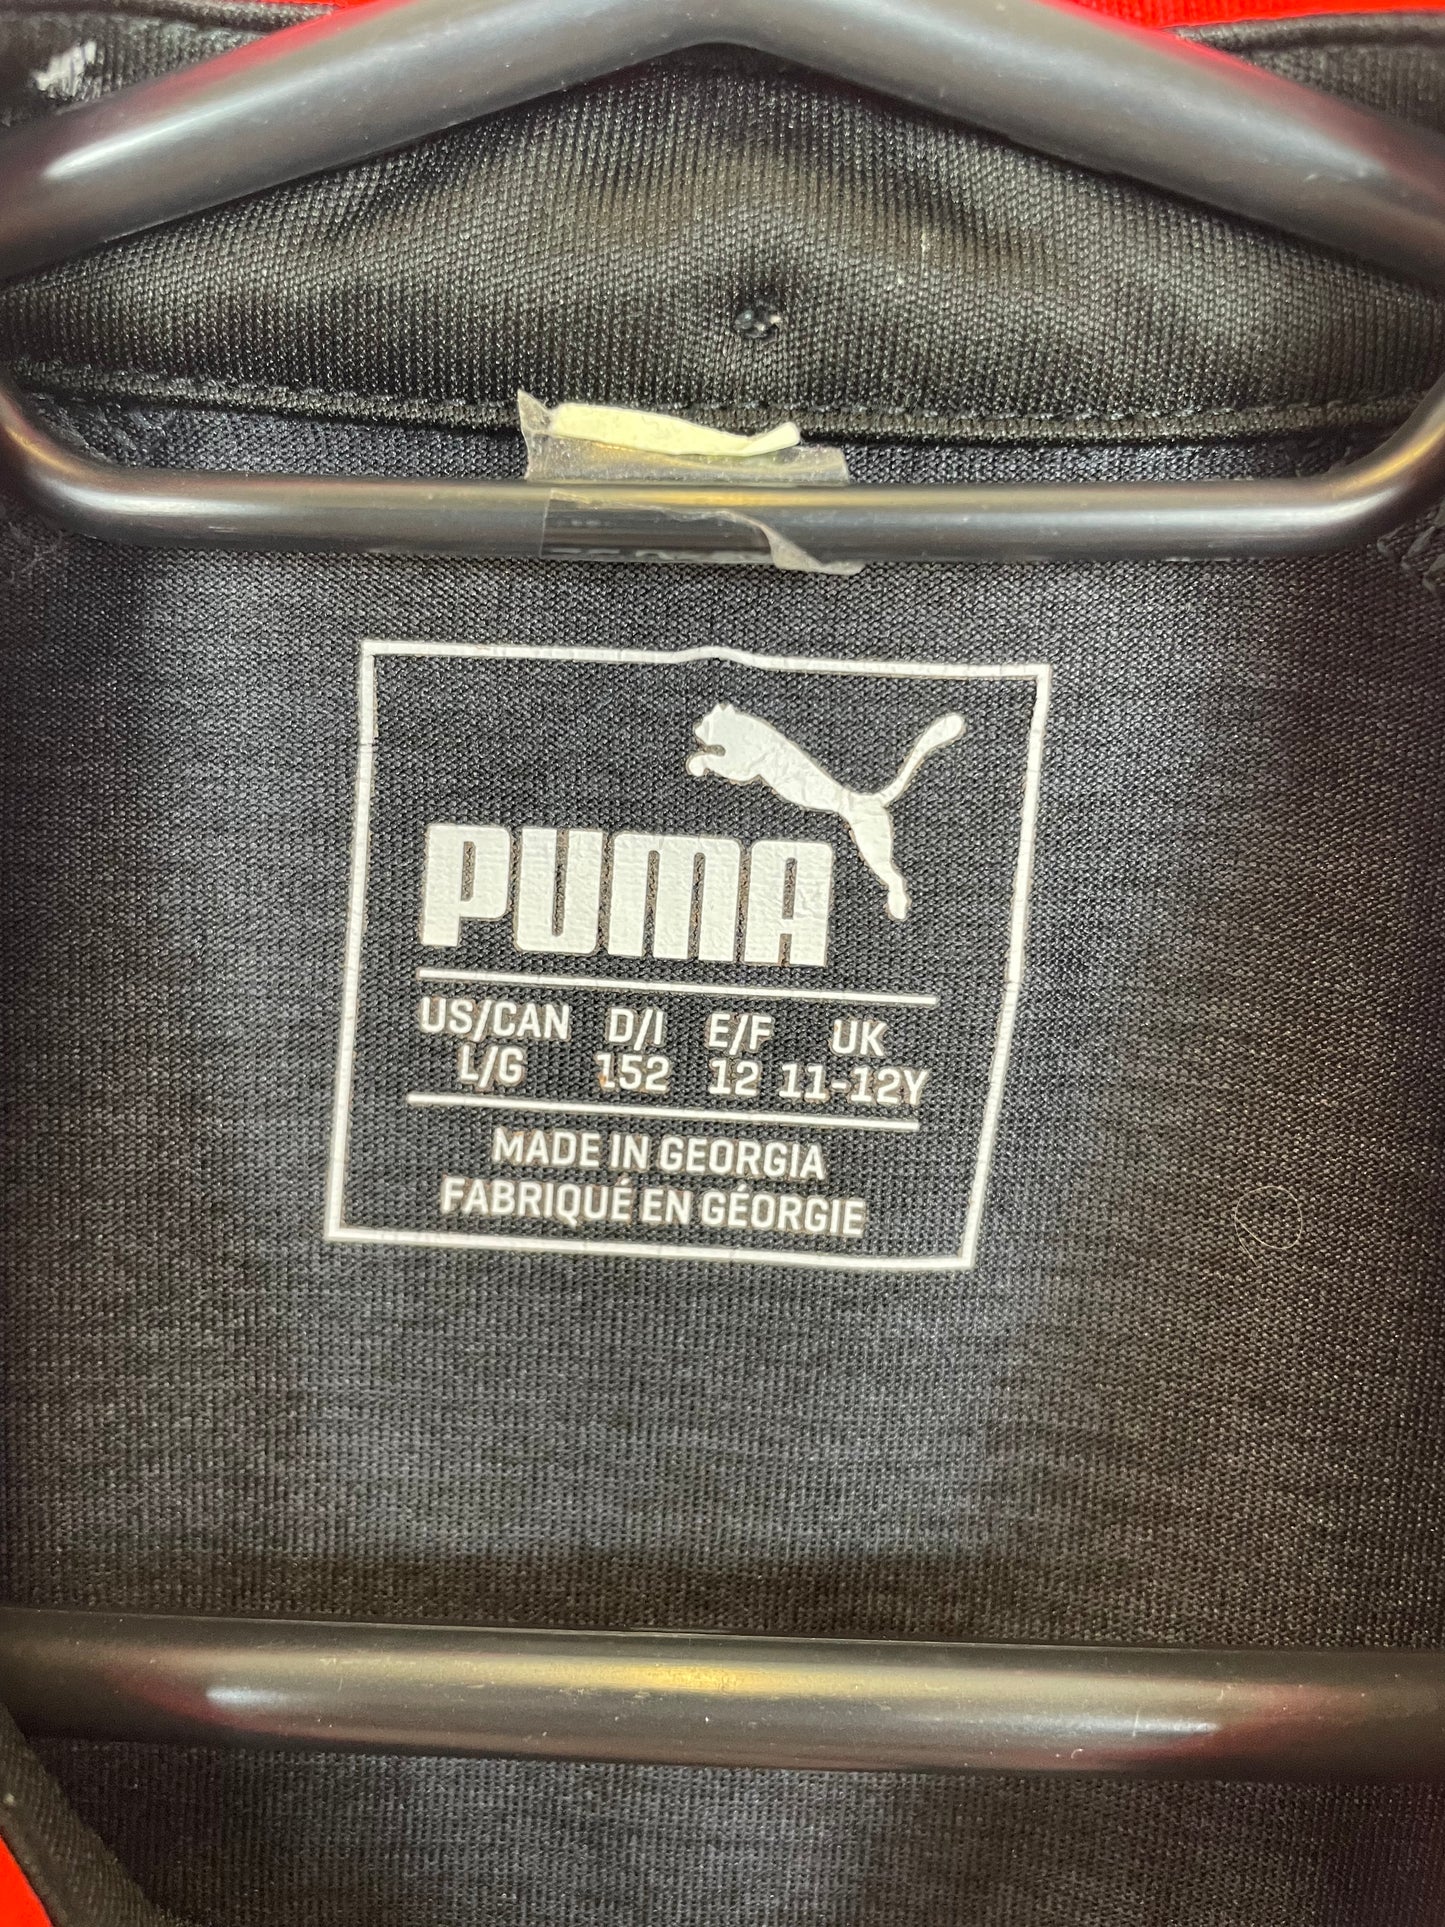 PUMA
US/CAN D/I E/F UK
L/G 152 12 11-12Y
MADE IN GEORGIA
FABRIQUÉ EN GÉORGIE